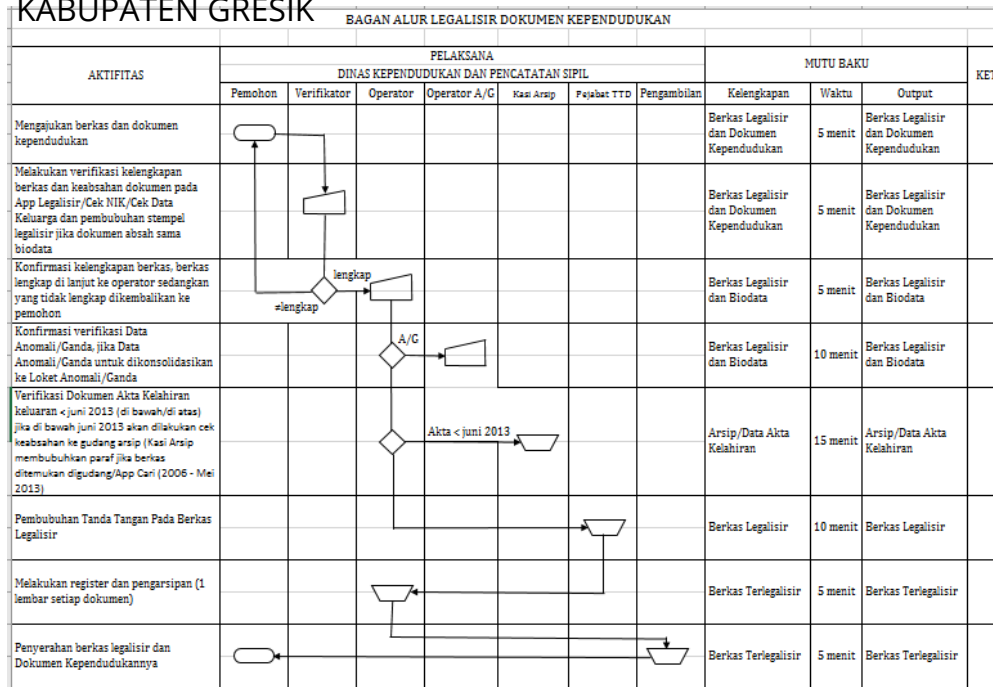 KABUPATEN GRESIK
BAGAN ALUR LEGALISIR DOKUMEN KEPENDUDUKAN
AKTIFITAS
PELAKSANA
DINAS KEPENDUDUKAN DAN PENCATATAN SIPIL
MUTU BAKU
KET
Pemohon Verifikator Operator Operator A/G Kasi Arsip Pejabat TTD Pengambilan Kelengkapan Waktu Output
Mengajukan berkas dan dokumen
kependudukan
Berkas Legalisir
dan Dokumen
Kependudukan
5 menit
Berkas Legalisir
dan Dokumen
Kependudukan
Melakukan verifikasi kelengkapan
berkas dan keabsahan dokumen pada
App Legalisir/Cek NIK/Cek Data
Keluarga dan pembubuhan stempel
legalisir jika dokumen absah sama
biodata
Berkas Legalisir
dan Dokumen
Kependudukan
5 menit
Berkas Legalisir
dan Dokumen
Kependudukan
Konfirmasi kelengkapan berkas, berkas
lengkap di lanjut ke operator sedangkan
yang tidak lengkap dikembalikan ke
pemohon
lengkap
≠lengkap
Berkas Legalisir
dan Biodata
5 menit
Berkas Legalisir
dan Biodata
Konfirmasi verifikasi Data
Anomali/Ganda, jika Data
Anomali/Ganda untuk dikonsolidasikan
ke Loket Anomali/Ganda
A/G
Berkas Legalisir
dan Biodata
10 menit
Berkas Legalisir
dan Biodata
Verifikasi Dokumen Akta Kelahiran
keluaran < juni 2013 (di bawah/di atas)
jika di bawah juni 2013 akan dilakukan cek
keabsahan ke gudang arsip (Kasi Arsip
membubuhkan paraf jika berkas
ditemukan digudang/App Cari (2006 - Mei
2013)
Akta < juni 2013
Arsip/Data Akta
Kelahiran
15 menit
Arsip/Data Akta
Kelahiran
Pembubuhan Tanda Tangan Pada Berkas
Legalisir
Berkas Legalisir
10 menit
Berkas Legalisir
Melakukan register dan pengarsipan (1
lembar setiap dokumen)
Berkas Terlegalisir
5 menit
Berkas Terlegalisir
Penyerahan berkas legalisir dan
Dokumen Kependudukannya
Berkas Terlegalisir
5 menit
Berkas Terlegalisir